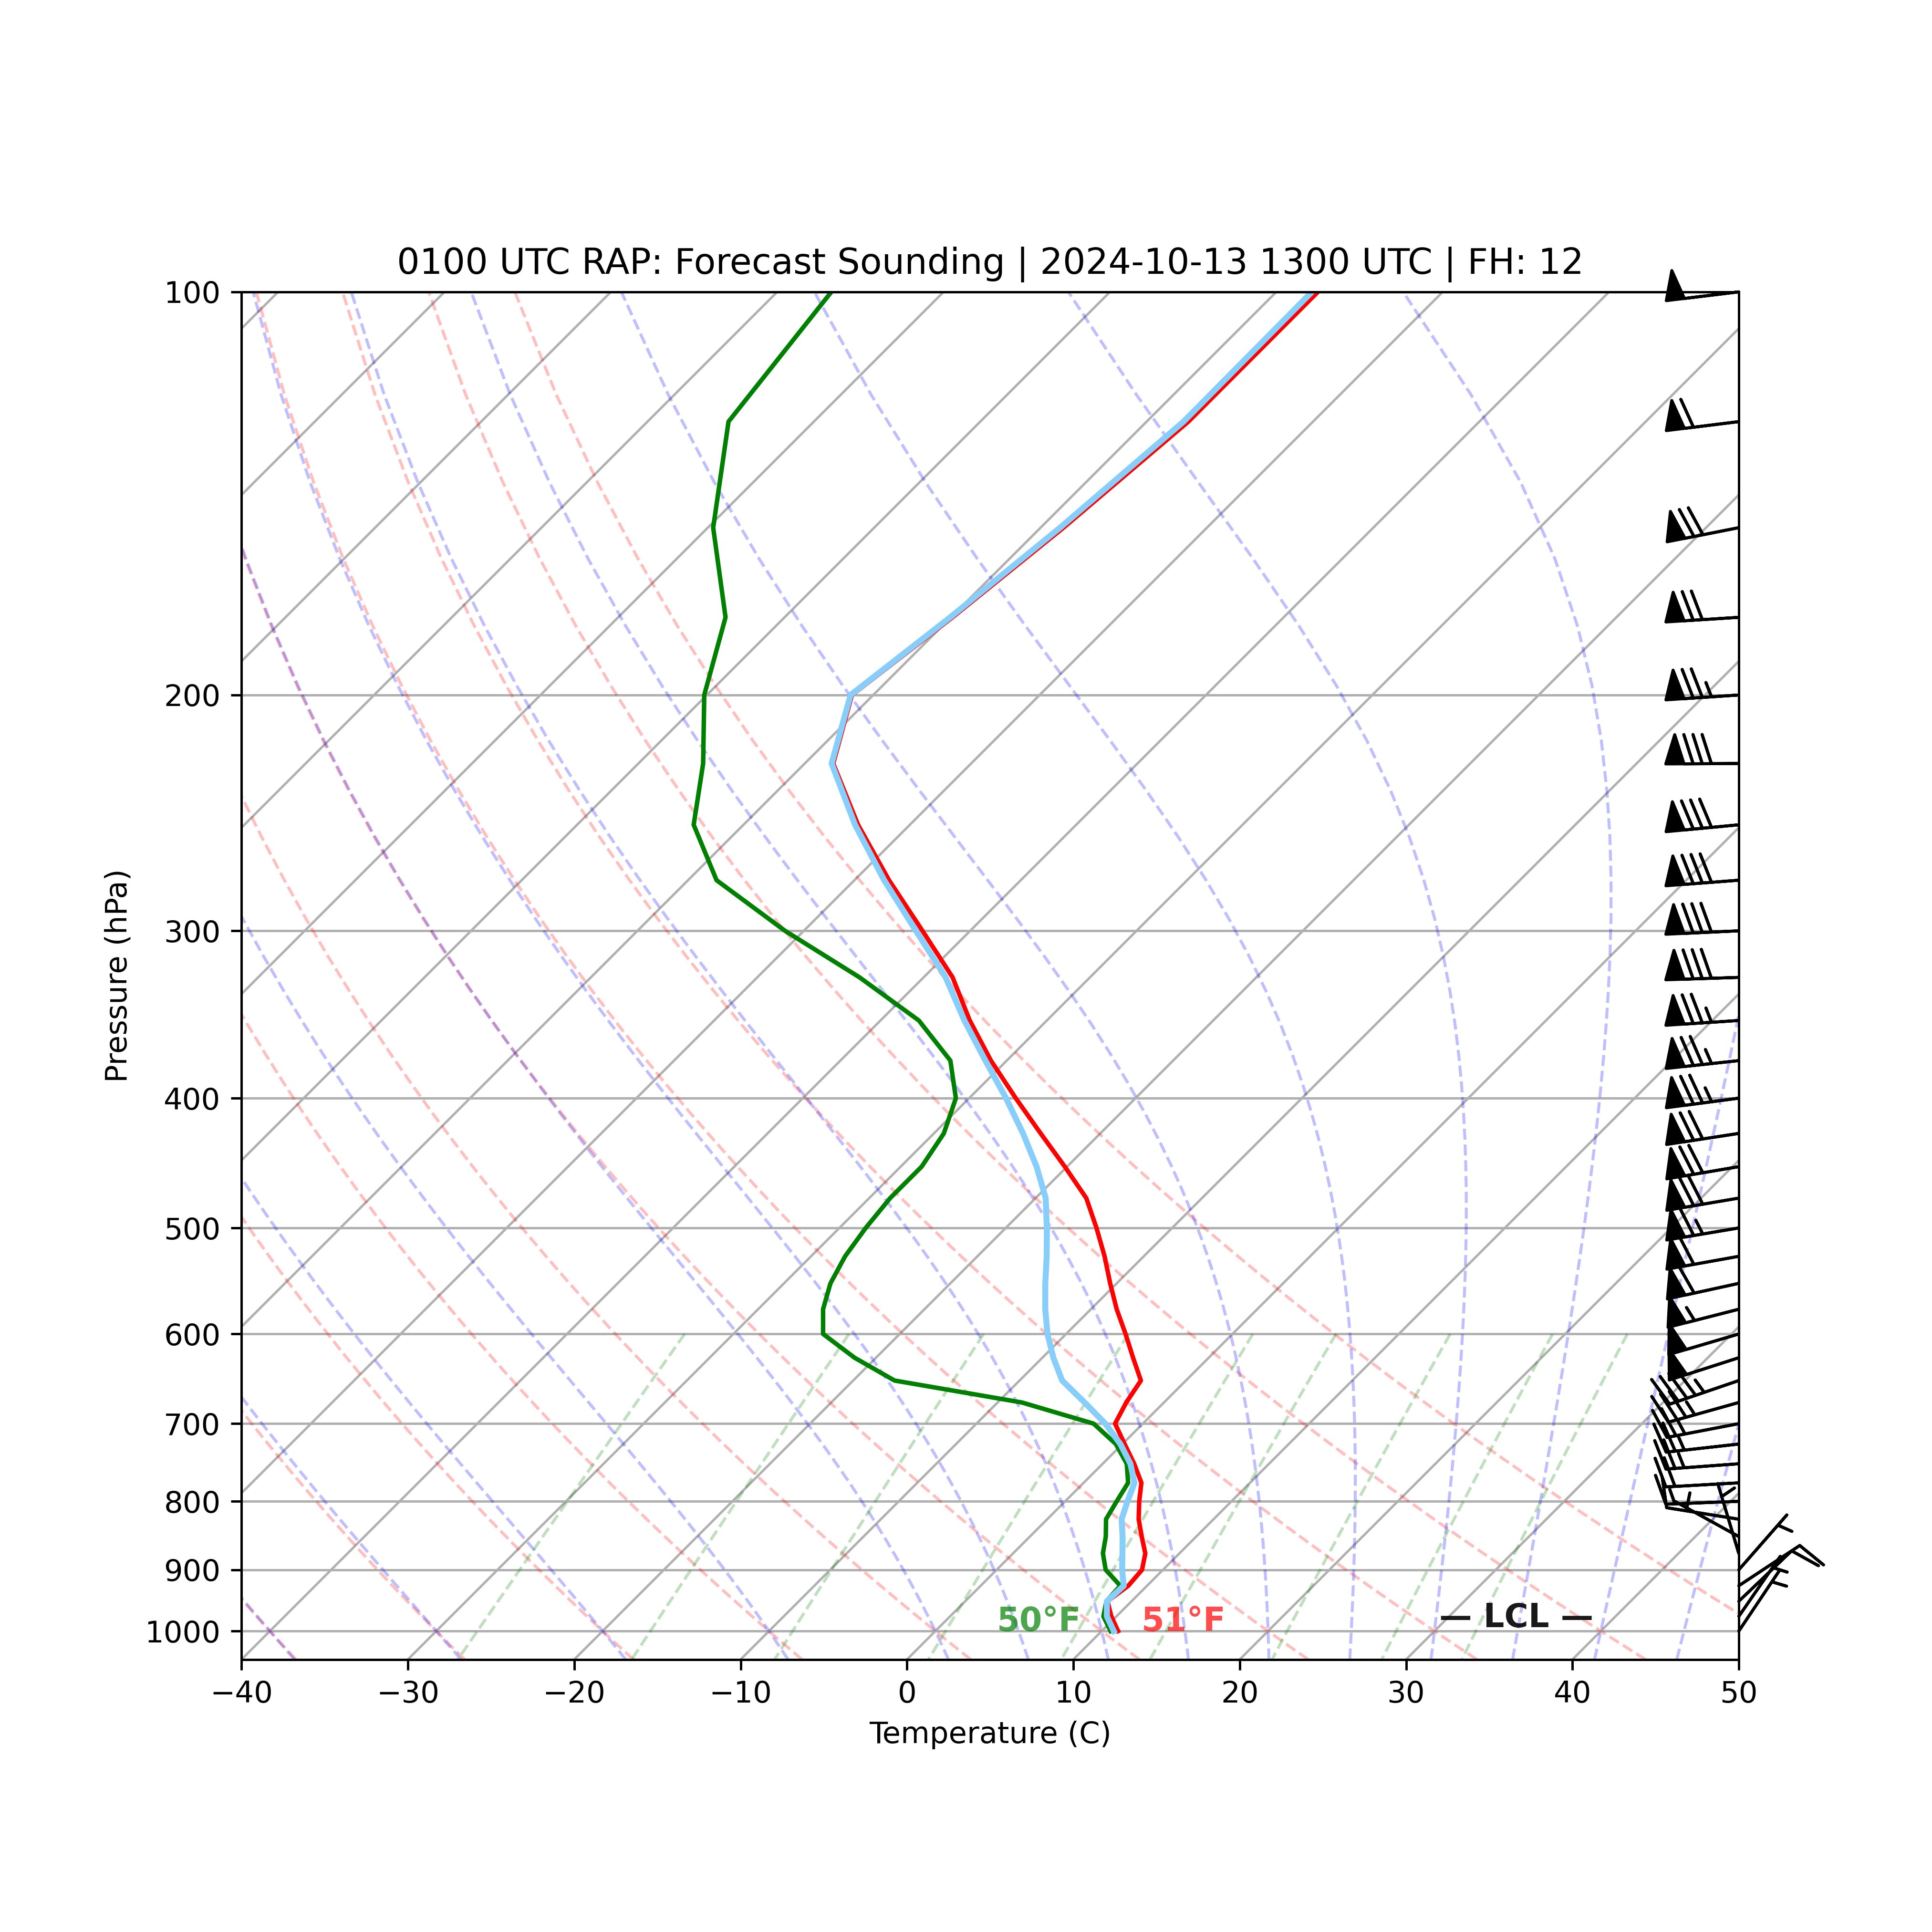 0100 UTC RAP: Forecast Sounding | 2024-10-13 1300 UTC | FH: 12
100
200
300
400
500
600
700
800
900
1000
Pressure (hPa)
50°F 51°F — LCL —
−40 −30 −20 −10 0 10 20 30 40 50
Temperature (C)